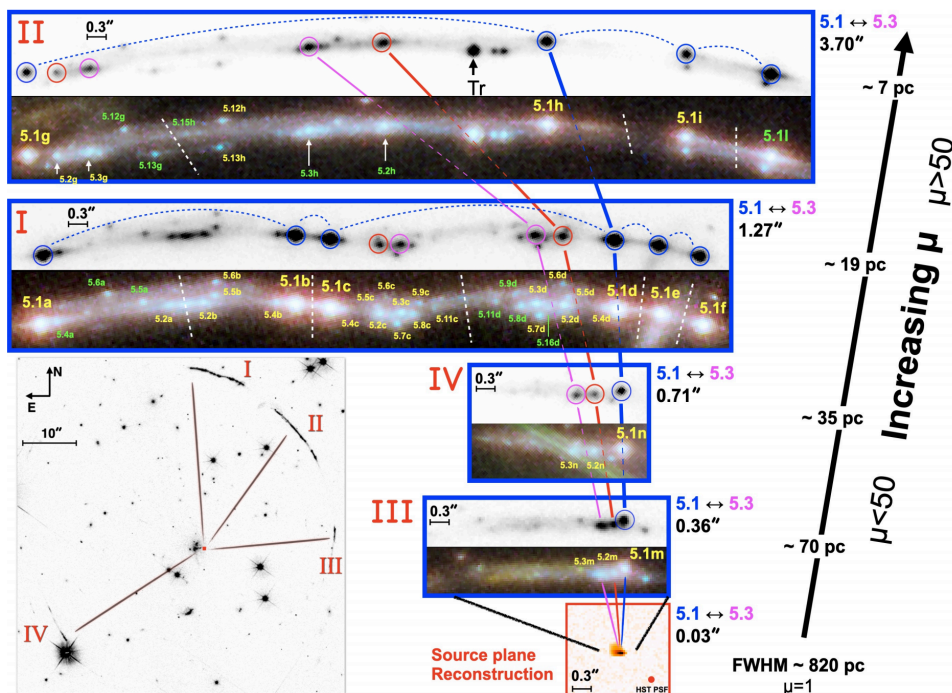 II
0.3″
Tr
5.1 ↔ 5.3
3.70″
5.1g
5.2g
5.3g
5.12g
5.13g
5.15h
5.12h
5.13h
5.3h
5.2h
5.1h
5.1i
5.1l
I
0.3″
5.1 ↔ 5.3
1.27″
5.1a
5.4a
5.6a
5.5a
5.2a
5.2b
5.6b
5.5b
5.4b
5.1b
5.1c
5.4c
5.5c
5.6c
5.3c
5.2c
5.7c
5.8c
5.9c
5.11c
5.11d
5.9d
5.8d
5.3d
5.7d
5.16d
5.6d
5.5d
5.2d
5.4d
5.1d
5.1e
5.1f
N
E
10″
I
II
III
IV
IV
0.3″
5.1 ↔ 5.3
0.71″
5.1n
5.3n
5.2n
III
0.3″
5.1 ↔ 5.3
0.36″
5.3m
5.2m
5.1m
Source plane
Reconstruction
0.3″
HST PSF
5.1 ↔ 5.3
0.03″
~ 7 pc
μ>50
~ 19 pc
Increasing μ
~ 35 pc
μ<50
~ 70 pc
FWHM ~ 820 pc
μ=1